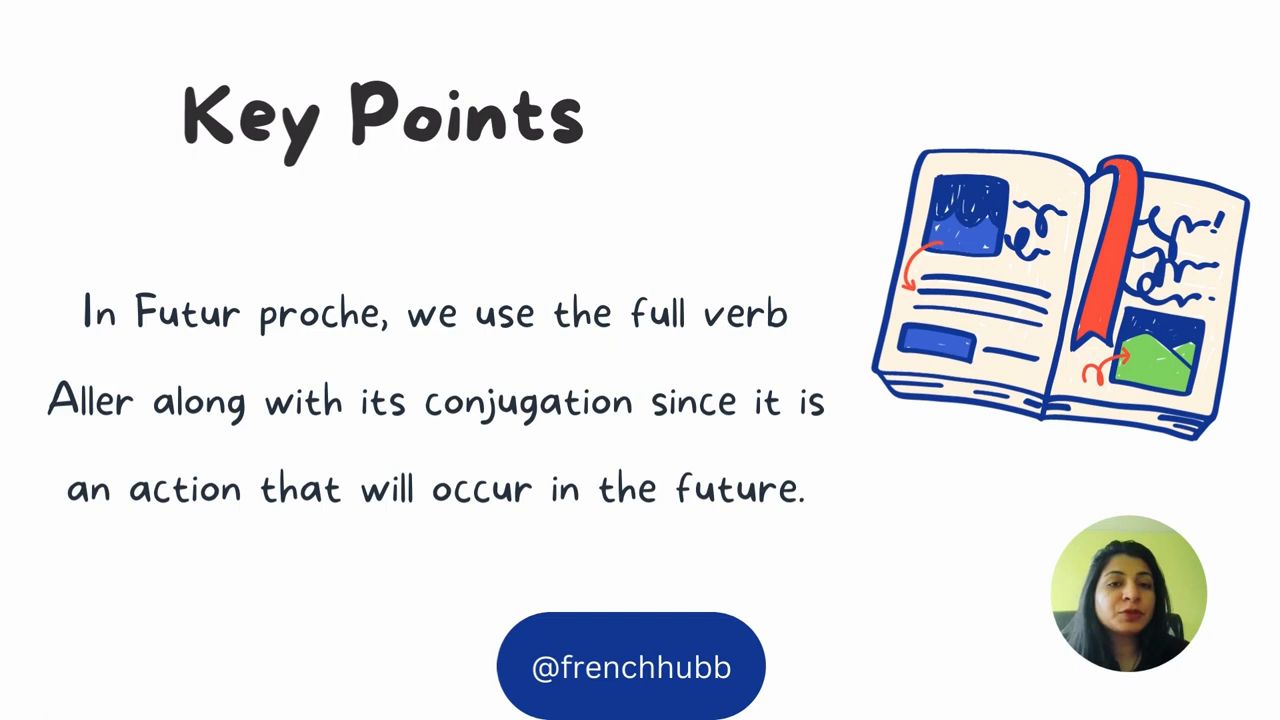 Key Points
In Futur proche, we use the full verb
Aller along with its conjugation since it is
an action that will occur in the future.
@frenchhubb